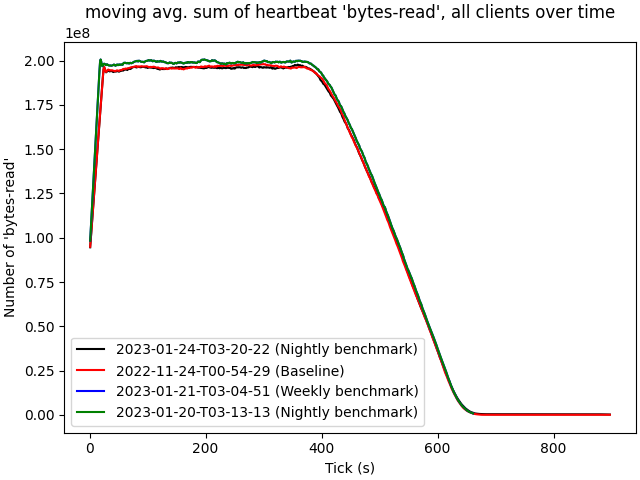 moving avg. sum of heartbeat 'bytes-read', all clients over time
1e8
2.00
1.75
1.50
1.25
1.00
0.75
0.50
0.25
0.00
Number of 'bytes-read'
2023-01-24-T03-20-22 (Nightly benchmark)
2022-11-24-T00-54-29 (Baseline)
2023-01-21-T03-04-51 (Weekly benchmark)
2023-01-20-T03-13-13 (Nightly benchmark)
0 200 400 600 800
Tick (s)